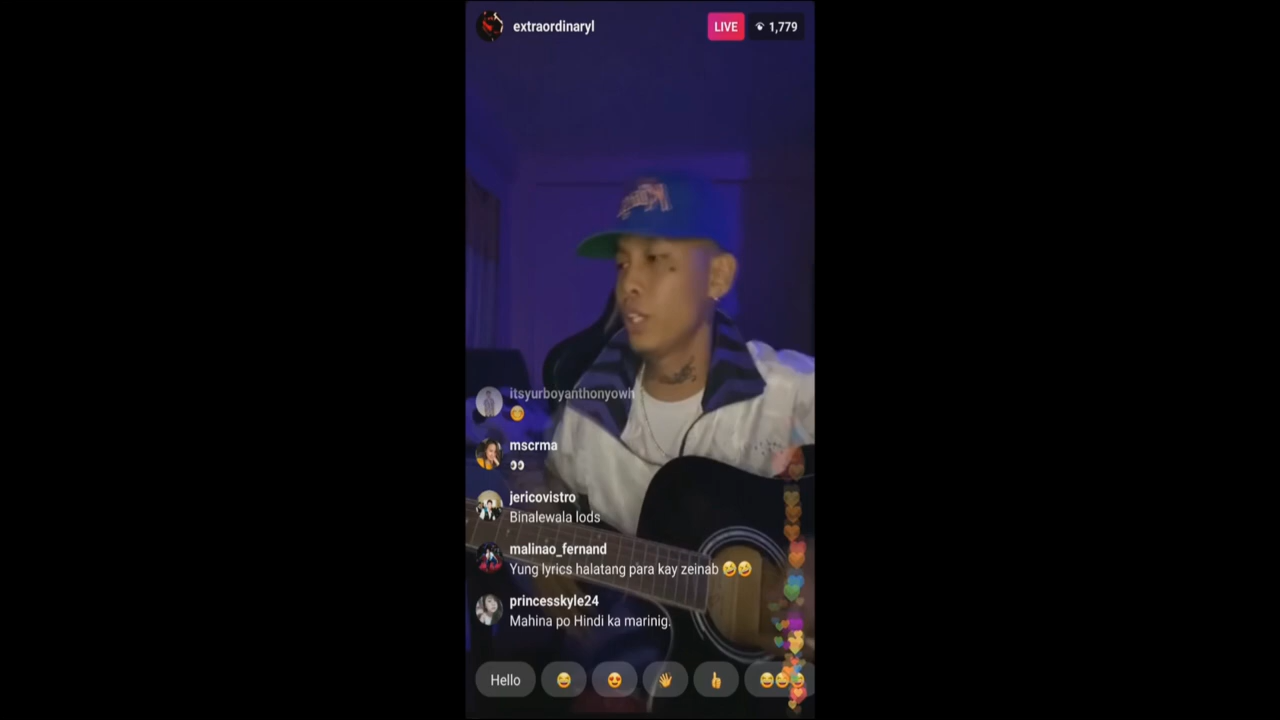 extraordinaryl
LIVE
1,779
itsyurboyanthonyowh
mscrma
jericovistro
Binalewala lods
malinao_fernand
Yung lyrics halatang para kay zeinab
princesskyle24
Mahina po Hindi ka marinig.
Hello